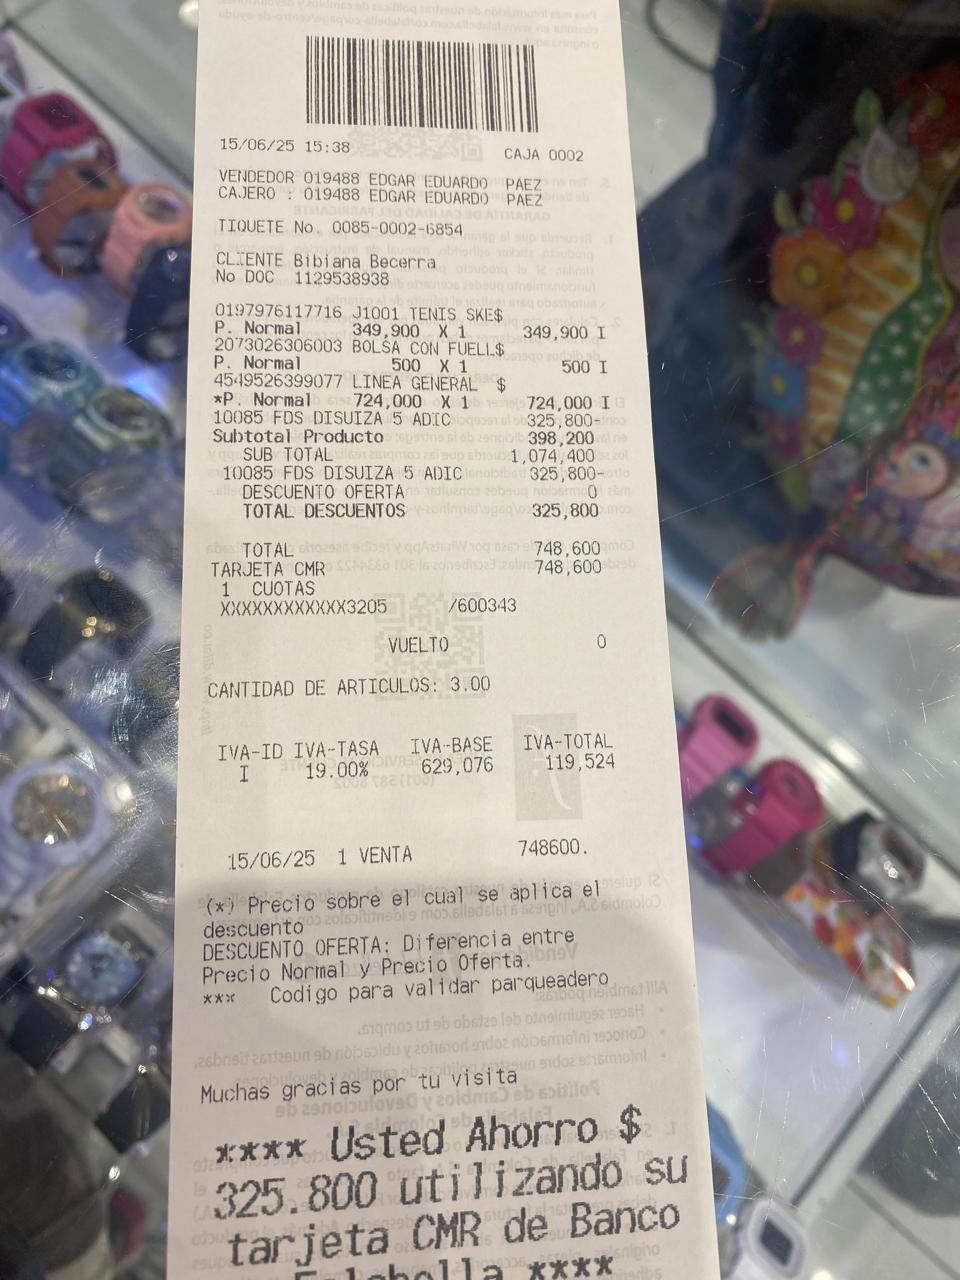 15/06/25 15:38 CAJA 0002
VENDEDOR 019488 EDGAR EDUARDO PAEZ
CAJERO : 019488 EDGAR EDUARDO PAEZ
TIQUETE No. 0085-0002-6854
CLIENTE Bibiana Becerra
No DOC 1129538938
0197976117716 J1001 TENIS SKE$
P. Normal 349,900 X 1 349,900 I
2073026306003 BOLSA CON FUELL$
P. Normal 500 X 1 500 I
4549526399077 LINEA GENERAL $
*P. Normal 724,000 X 1 724,000 I
10085 FDS DISUIZA 5 ADIC 325,800-
Subtotal Producto 398,200
SUB TOTAL 1,074,400
10085 FDS DISUIZA 5 ADIC 325,800-
DESCUENTO OFERTA 0
TOTAL DESCUENTOS 325,800
TOTAL 748,600
TARJETA CMR 748,600
1 CUOTAS
XXXXXXXXXXXX3205 /600343
VUELTO 0
CANTIDAD DE ARTICULOS: 3.00
IVA-ID IVA-TASA IVA-BASE IVA-TOTAL
I 19.00% 629,076 119,524
15/06/25 1 VENTA 748600.
(*) Precio sobre el cual se aplica el
descuento
DESCUENTO OFERTA: Diferencia entre
Precio Normal y Precio Oferta.
*** Codigo para validar parqueadero
Muchas gracias por tu visita
**** Usted Ahorro $
325.800 utilizando su
tarjeta CMR de Banco
Falabella ****